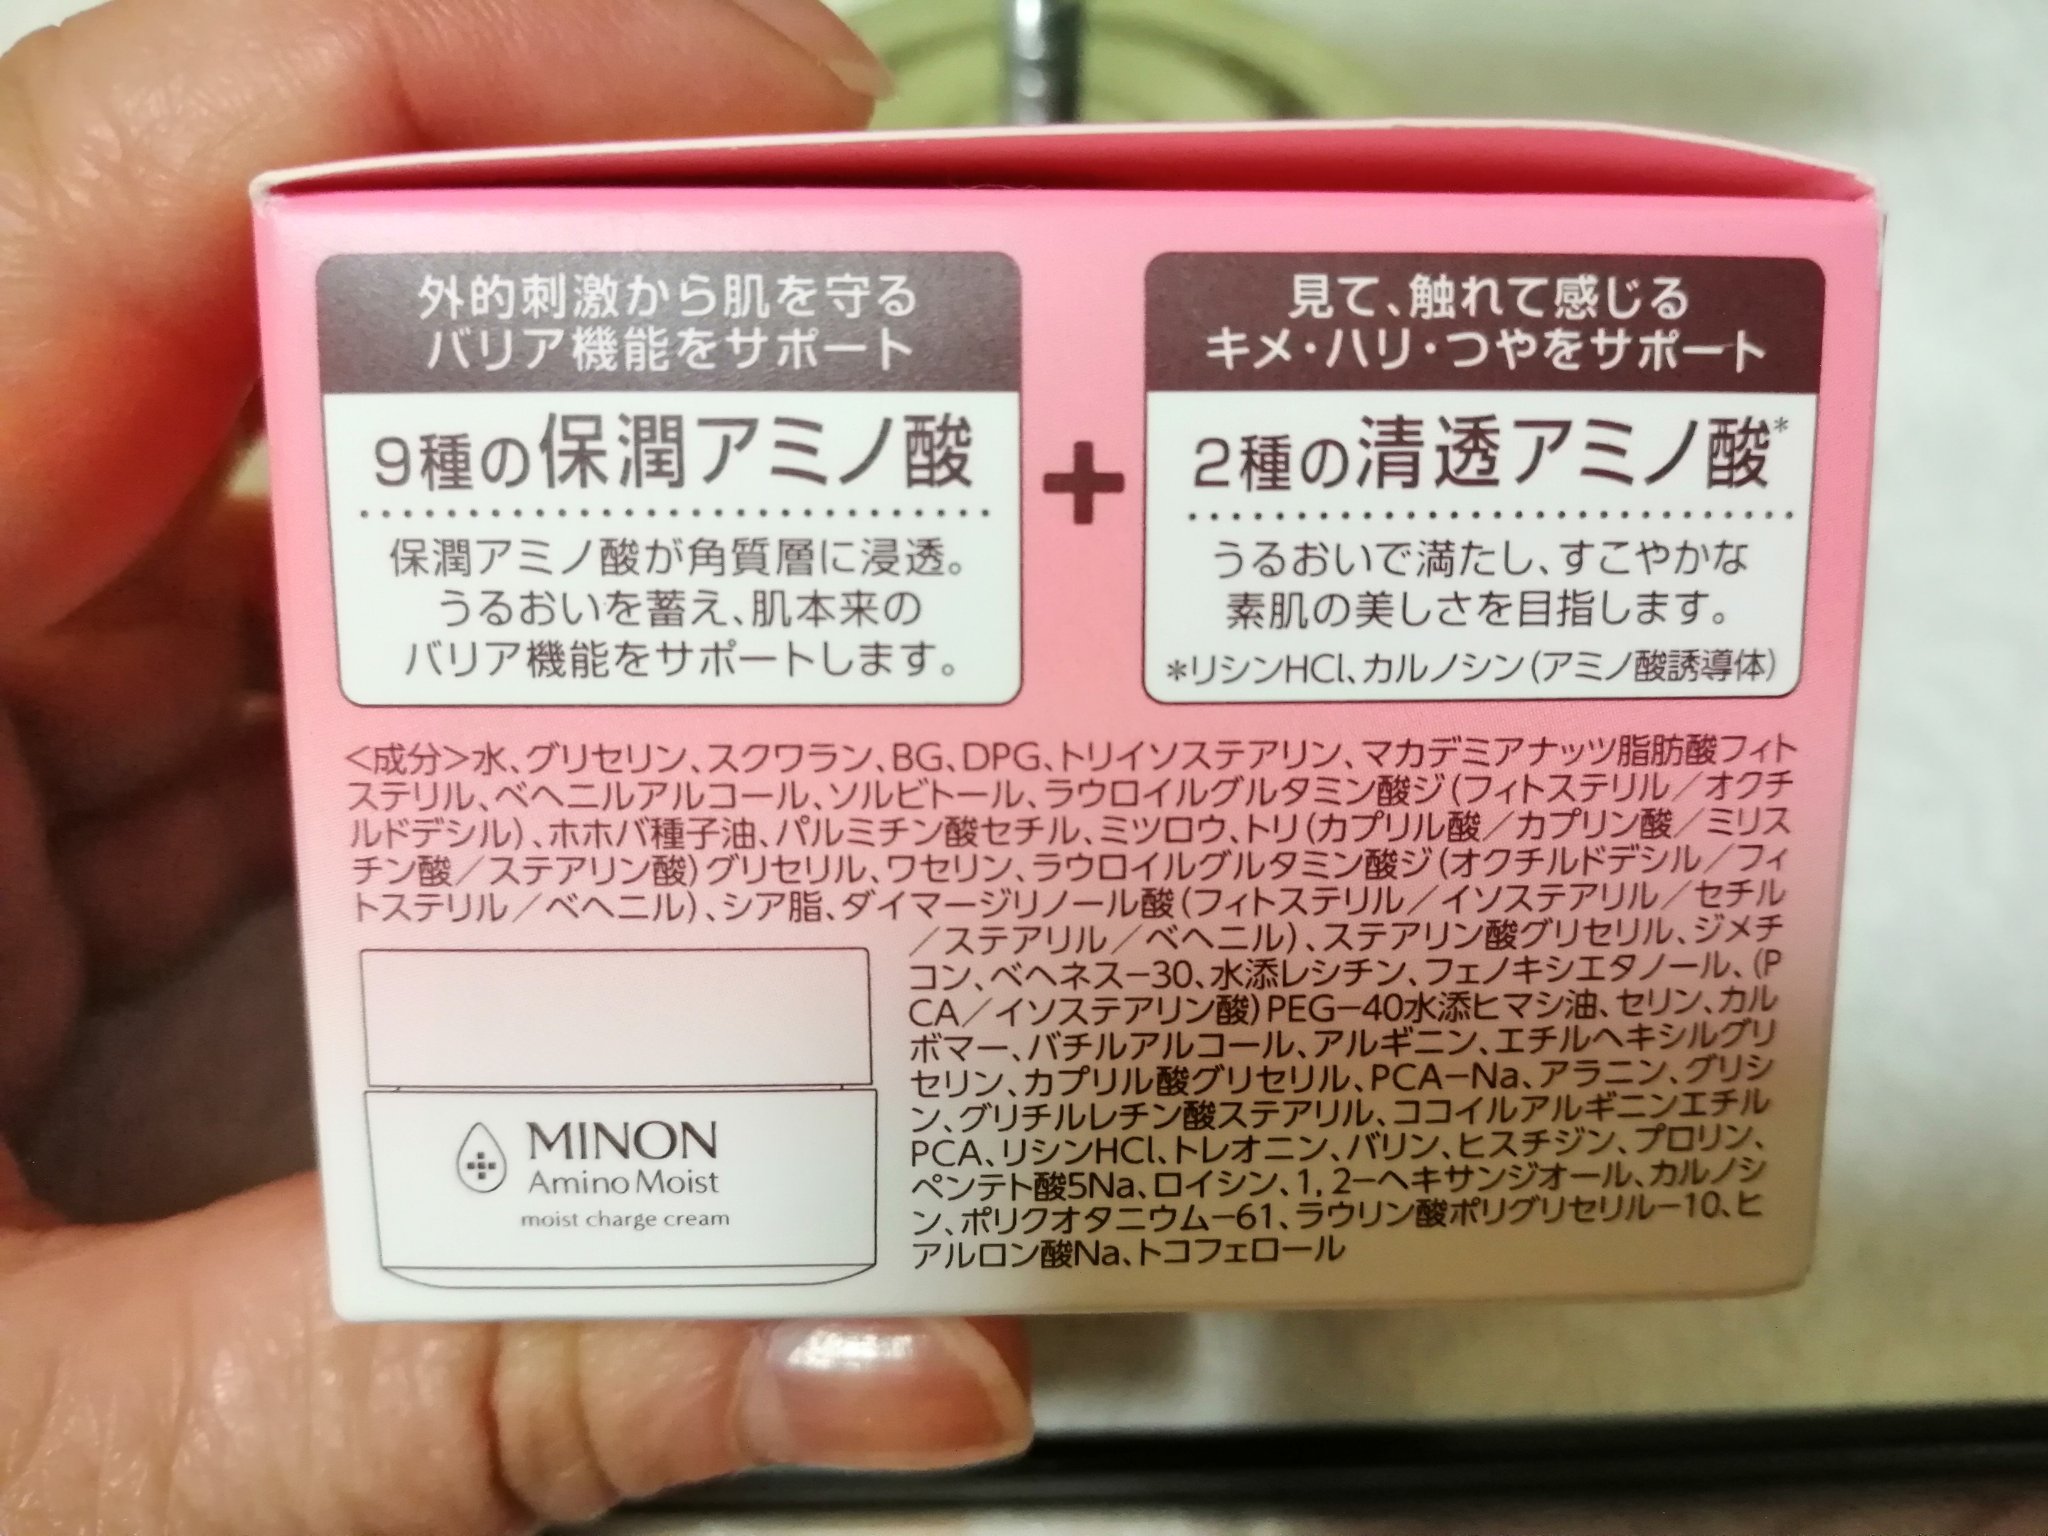 外的刺激から肌を守る
バリア機能をサポート
9種の保潤アミノ酸
保潤アミノ酸が角質層に浸透。
うるおいを蓄え、肌本来の
バリア機能をサポートします。
+
見て、触れて感じる
キメ・ハリ・つやをサポート
2種の清透アミノ酸*
うるおいで満たし、すこやかな
素肌の美しさを目指します。
*リシンHCl、カルノシン(アミノ酸誘導体)
<成分>水、グリセリン、スクワラン、BG、DPG、トリイソステアリン、マカデミアナッツ脂肪酸フィト
ステリル、ベヘニルアルコール、ソルビトール、ラウロイルグルタミン酸ジ(フィトステリル/オクチ
ルドデシル)、ホホバ種子油、パルミチン酸セチル、ミツロウ、トリ(カプリル酸/カプリン酸/ミリス
チン酸/ステアリン酸)グリセリル、ワセリン、ラウロイルグルタミン酸ジ(オクチルドデシル/フィ
トステリル/ベヘニル)、シア脂、ダイマージリノール酸(フィトステリル/イソステアリル/セチル
/ステアリル/ベヘニル)、ステアリン酸グリセリル、ジメチ
コン、ベヘネス-30、水添レシチン、フェノキシエタノール、(P
CA/イソステアリン酸)PEG-40水添ヒマシ油、セリン、カル
ボマー、バチルアルコール、アルギニン、エチルヘキシルグリ
セリン、カプリル酸グリセリル、PCA-Na、アラニン、グリシ
ン、グリチルレチン酸ステアリル、ココイルアルギニンエチル
PCA、リシンHCl、トレオニン、バリン、ヒスチジン、プロリン、
ペンテト酸5Na、ロイシン、1,2-ヘキサンジオール、カルノシ
ン、ポリクオタニウム-61、ラウリン酸ポリグリセリル-10、ヒ
アルロン酸Na、トコフェロール
MINON
Amino Moist
moist charge cream